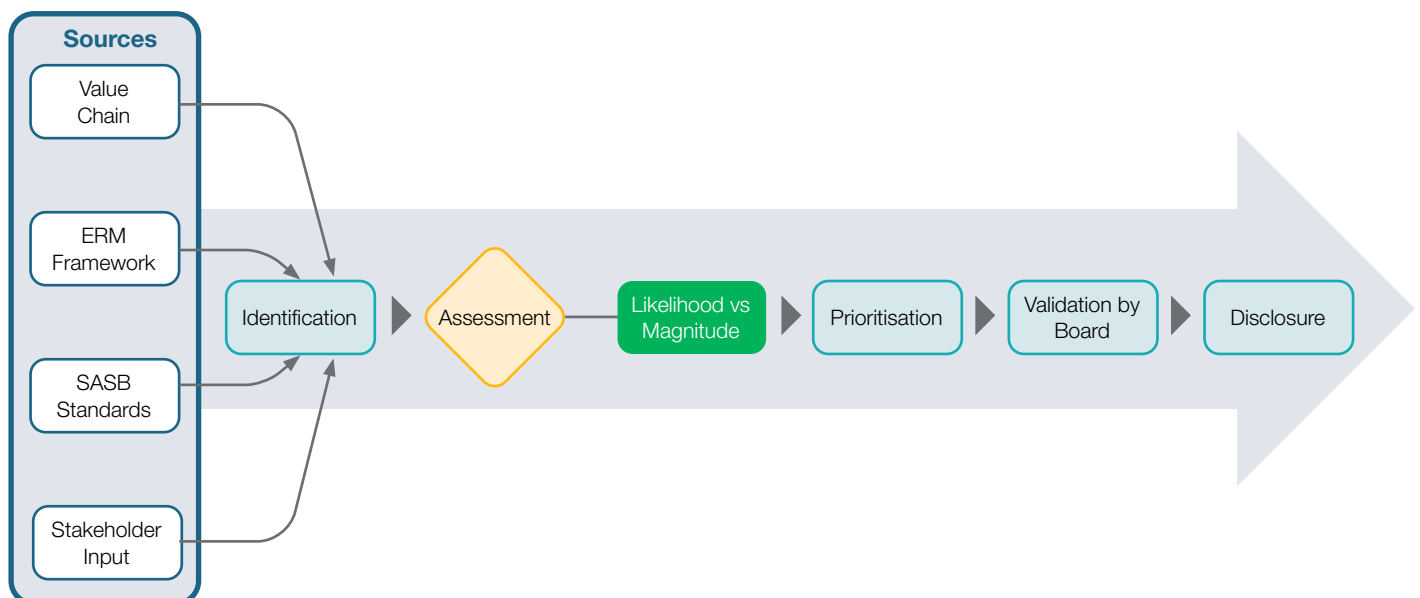 Sources
Value
Chain
ERM
Framework
SASB
Standards
Stakeholder
Input
Identification
Assessment
Likelihood vs
Magnitude
Prioritisation
Validation by
Board
Disclosure